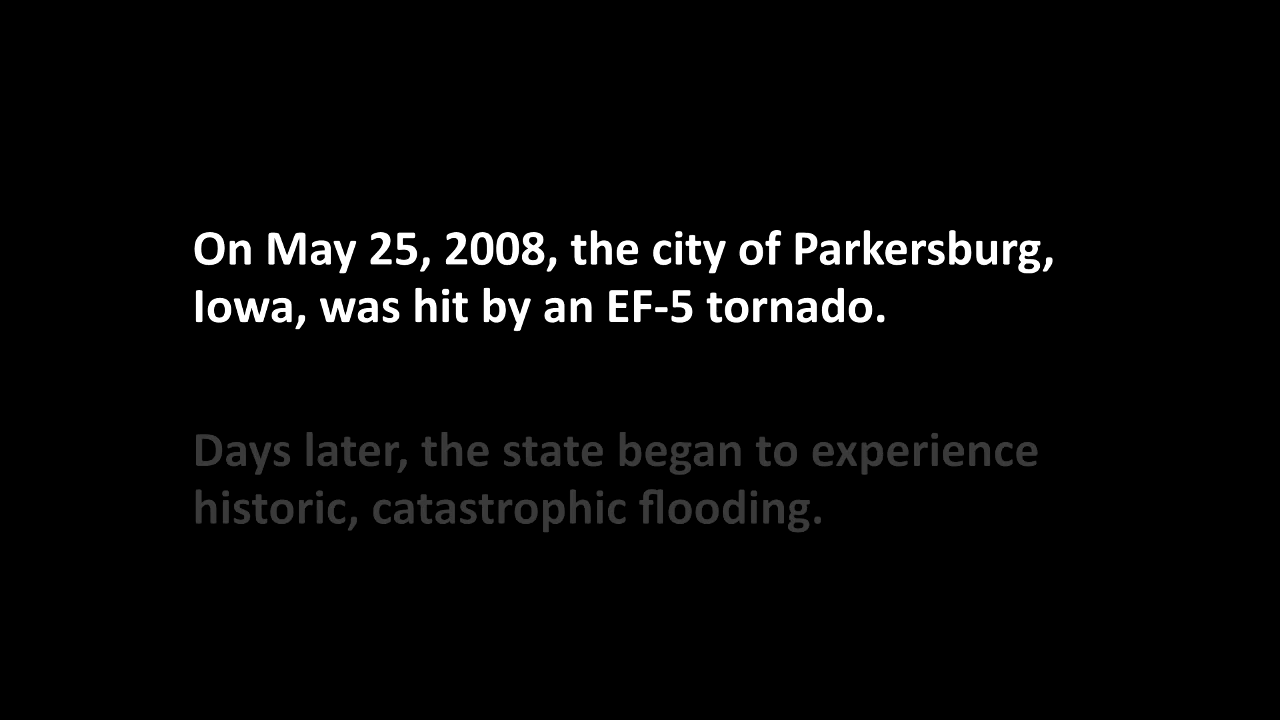 On May 25, 2008, the city of Parkersburg,
Iowa, was hit by an EF-5 tornado.
Days later, the state began to experience
historic, catastrophic flooding.